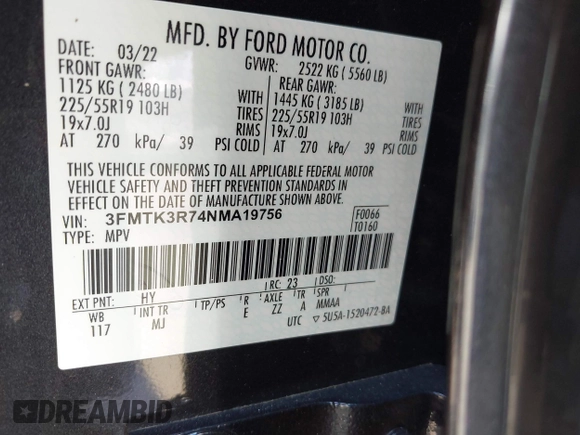 MFD. BY FORD MOTOR CO.
DATE: 03/22 GVWR: 2522 KG ( 5560 LB)
FRONT GAWR: REAR GAWR:
1125 KG ( 2480 LB) WITH 1445 KG ( 3185 LB) WITH
225/55R19 103H TIRES 225/55R19 103H TIRES
19x7.0J RIMS 19x7.0J RIMS
AT 270 kPa/ 39 PSI COLD AT 270 kPa/ 39 PSI COLD
THIS VEHICLE CONFORMS TO ALL APPLICABLE FEDERAL MOTOR
VEHICLE SAFETY AND THEFT PREVENTION STANDARDS IN
EFFECT ON THE DATE OF MANUFACTURE SHOWN ABOVE.
VIN: 3FMTK3R74NMA19756 F0066
TYPE: MPV T0160
EXT PNT: HY RC: 23 DSO:
WB INT TR TP/PS R AXLE TR SPR
117 MJ E ZZ A MMAA
UTC ▽ 5U5A-1520472-BA
DREAMBID